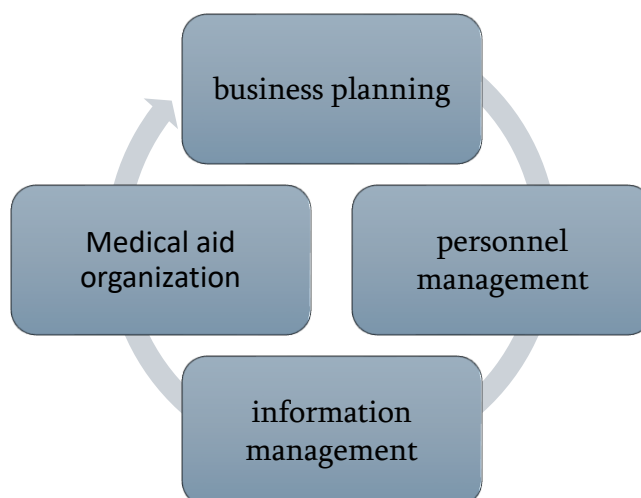 business planning
personnel
management
information
management
Medical aid
organization